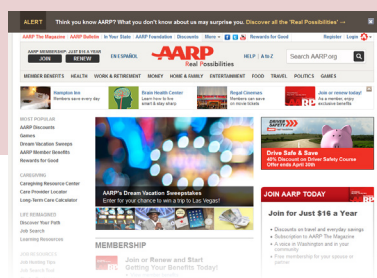 ALERT Think you know AARP? What you don't know about us may surprise you. Discover all the 'Real Possibilities' →
AARP The Magazine | AARP Bulletin | In Your State AARP Foundation Discounts More Rewards for Good Register Login
AARP MEMBERSHIP JUST $16 A YEAR
JOIN RENEW
EN ESPAÑOL
AARP
Real Possibilities
HELP | A to Z
Search AARP.org
MEMBER BENEFITS HEALTH WORK & RETIREMENT MONEY HOME & FAMILY ENTERTAINMENT FOOD TRAVEL POLITICS GAMES
Hampton Inn
Members save every day
Brain Health Center
Learn how to live
smart & stay sharp
Regal Cinemas
Members can save
on movie tickets
Join or renew today!
As a member, enjoy
exclusive benefits
MOST POPULAR
AARP Discounts
Games
Dream Vacation Sweeps
AARP Member Benefits
Rewards for Good
CAREGIVING
Caregiving Resource Center
Care Provider Locator
Long-Term Care Calculator
LIFE REIMAGINED
Discover Your Path
Job Search
Learning Resources
Job Hunting Tips
AARP's Dream Vacation Sweepstakes
Enter for your chance to win a trip to Las Vegas!
MEMBERSHIP
Join or Renew and Start
Getting Your Benefits Today!
DRIVER
SAFETY
Drive Safe & Save
40% Discount on Driver Safety Course
Offer ends April 30th
JOIN AARP TODAY
Join for Just $16 a Year
Discounts on travel and everyday savings
Subscription to AARP The Magazine
A voice in Washington and in your
community
Free membership for your spouse or
partner